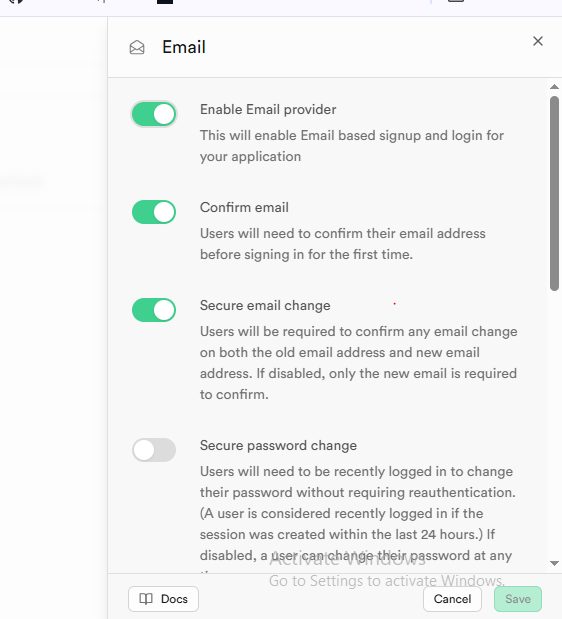 Email
Enable Email provider
This will enable Email based signup and login for
your application
Confirm email
Users will need to confirm their email address
before signing in for the first time.
Secure email change
Users will be required to confirm any email change
on both the old email address and new email
address. If disabled, only the new email is required
to confirm.
Secure password change
Users will need to be recently logged in to change
their password without requiring reauthentication.
(A user is considered recently logged in if the
session was created within the last 24 hours.) If
disabled, a user can change their password at any
Activate Windows
Go to Settings to activate Windows.
Docs
Cancel
Save